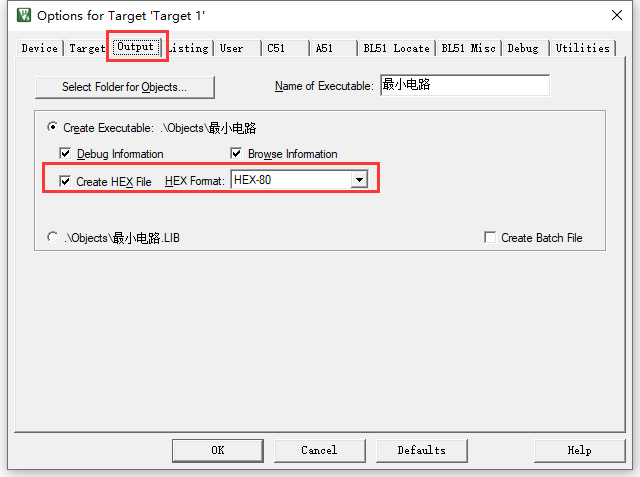 Options for Target 'Target 1'
Device Target Output Listing User C51 A51 BL51 Locate BL51 Misc Debug Utilities
Select Folder for Objects... Name of Executable: 最小电路
Create Executable: .\Objects\最小电路
Debug Information Browse Information
Create HEX File HEX Format: HEX-80
.\Objects\最小电路.LIB Create Batch File
OK Cancel Defaults Help